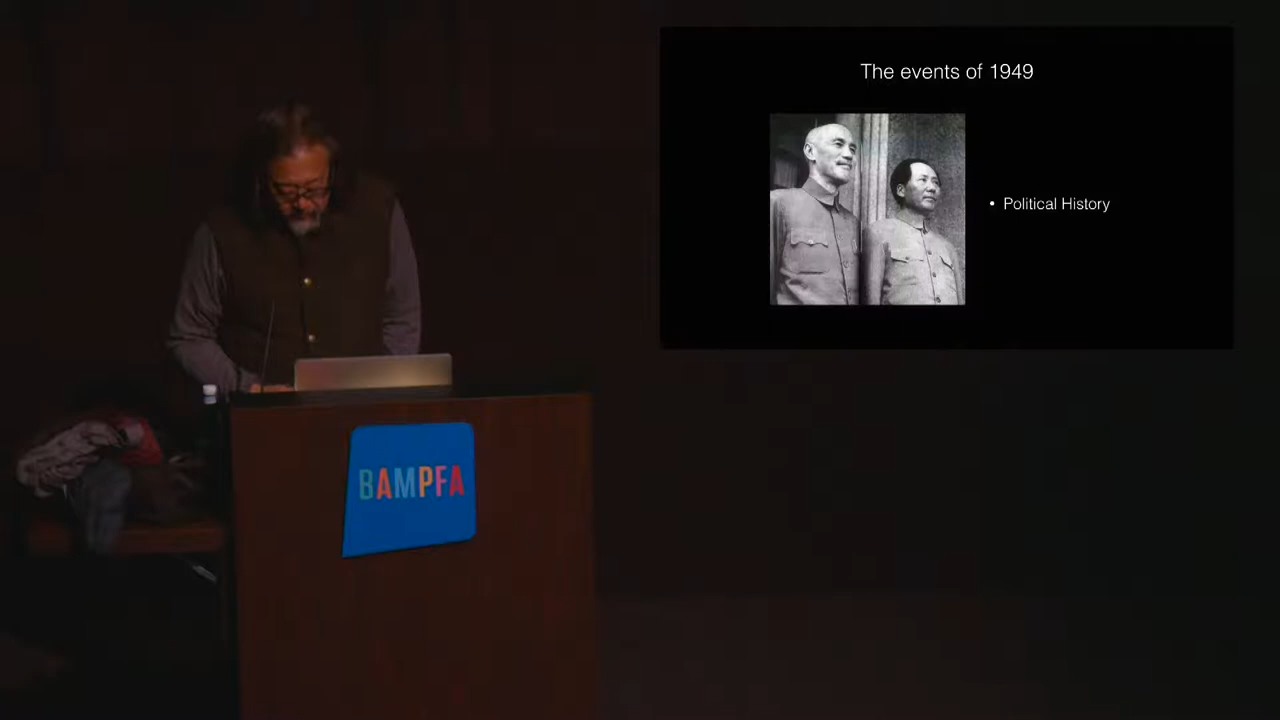 The events of 1949
• Political History
BAMPFA